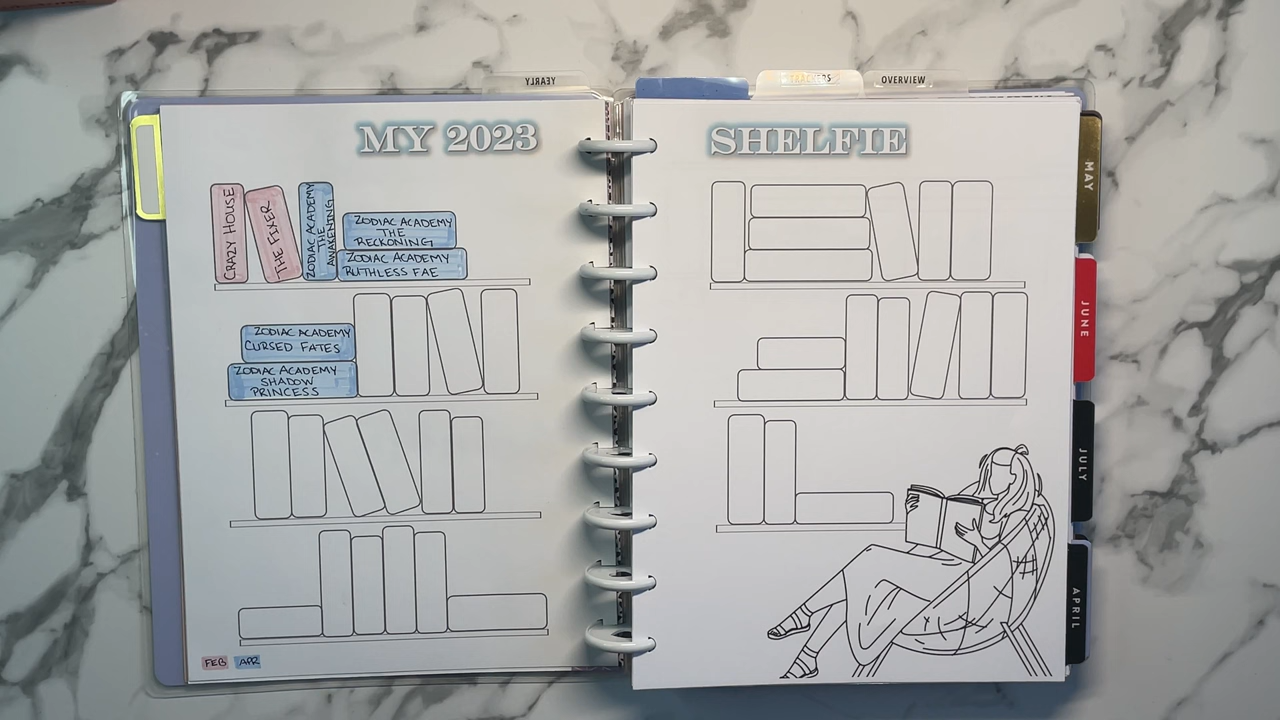 YEARLY
TRACKERS
OVERVIEW
MY 2023
SHELFIE
CRAZY HOUSE
THE FIXER
ZODIAC ACADEMY
THE
AWAKENING
ZODIAC ACADEMY
THE
RECKONING
ZODIAC ACADEMY
RUTHLESS FAE
ZODIAC ACADEMY
CURSED FATES
ZODIAC ACADEMY
SHADOW
PRINCESS
FEB APR
MAY
JUNE
JULY
APRIL